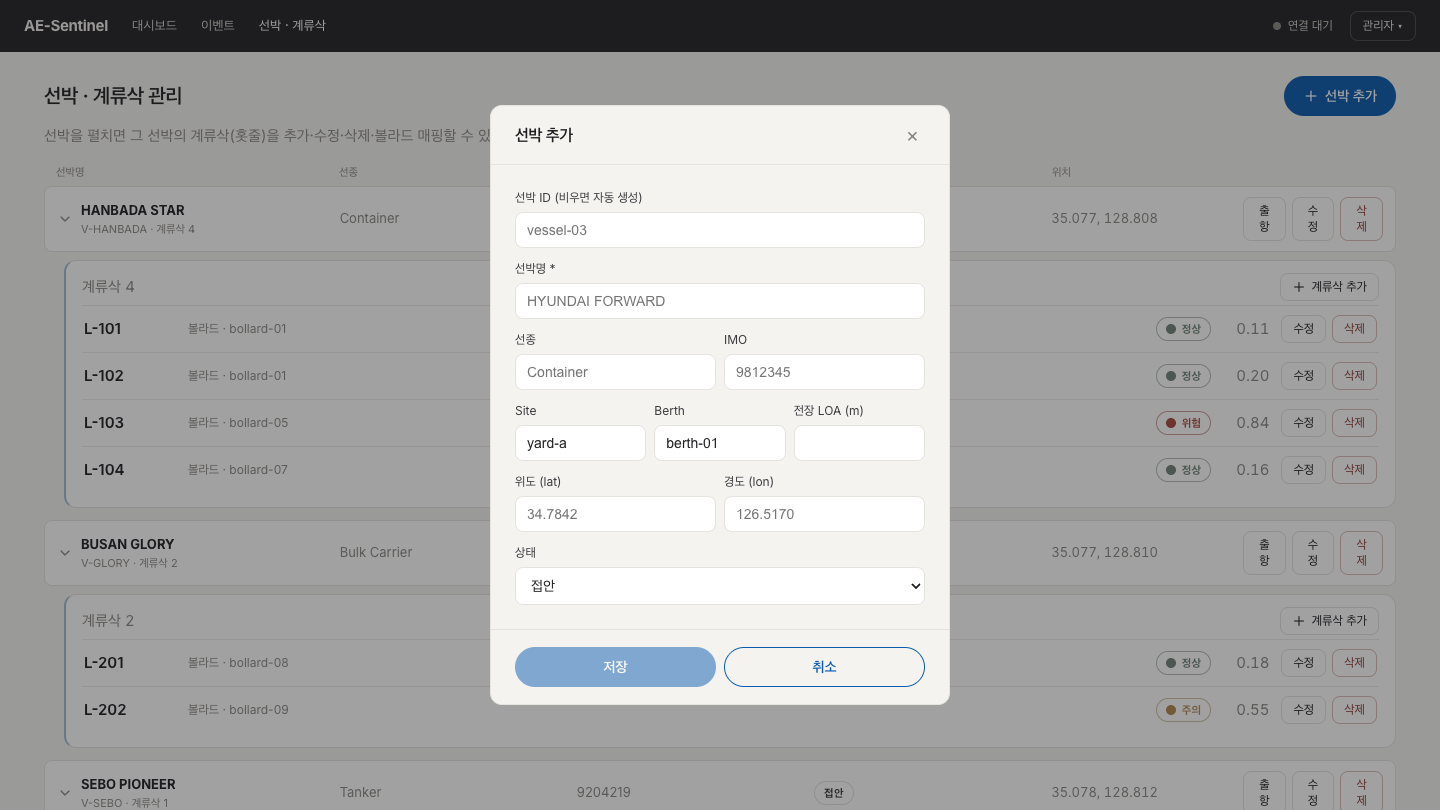 AE-Sentinel 대시보드 이벤트 선박 · 계류삭 연결 대기 관리자 ▾
선박 · 계류삭 관리
+ 선박 추가
선박을 펼치면 그 선박의 계류삭(홋줄)을 추가·수정·삭제·볼라드 매핑할 수 있
선박명 선종 위치
HANBADA STAR
V-HANBADA · 계류삭 4
Container 35.077, 128.808 출항 수정 삭제
계류삭 4 + 계류삭 추가
L-101 볼라드 · bollard-01 정상 0.11 수정 삭제
L-102 볼라드 · bollard-01 정상 0.20 수정 삭제
L-103 볼라드 · bollard-05 위험 0.84 수정 삭제
L-104 볼라드 · bollard-07 정상 0.16 수정 삭제
BUSAN GLORY
V-GLORY · 계류삭 2
Bulk Carrier 35.077, 128.810 출항 수정 삭제
계류삭 2 + 계류삭 추가
L-201 볼라드 · bollard-08 정상 0.18 수정 삭제
L-202 볼라드 · bollard-09 주의 0.55 수정 삭제
SEBO PIONEER
V-SEBO · 계류삭 1
Tanker 9204219 접안 35.078, 128.812 출항 수정 삭제
선박 추가 ×
선박 ID (비우면 자동 생성)
vessel-03
선박명 *
HYUNDAI FORWARD
선종 IMO
Container 9812345
Site Berth 전장 LOA (m)
yard-a berth-01
위도 (lat) 경도 (lon)
34.7842 126.5170
상태
접안
저장 취소